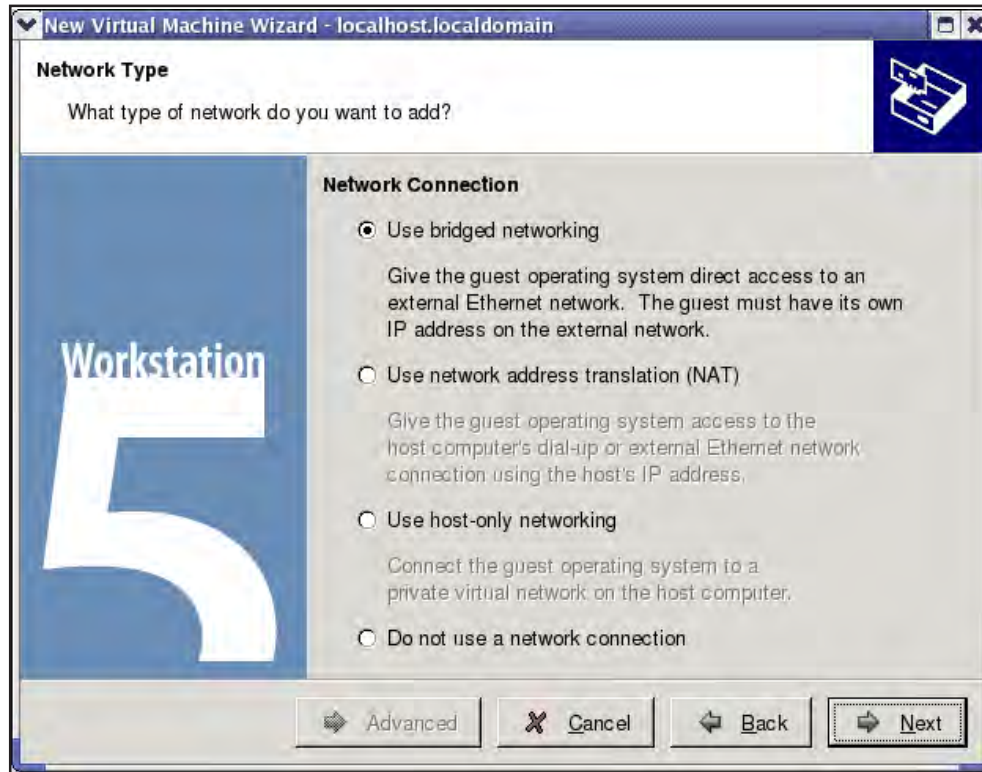 New Virtual Machine Wizard - localhost.localdomain
Network Type
What type of network do you want to add?
Workstation
5
Network Connection
Use bridged networking
Give the guest operating system direct access to an
external Ethernet network. The guest must have its own
IP address on the external network.
Use network address translation (NAT)
Give the guest operating system access to the
host computer's dial-up or external Ethernet network
connection using the host's IP address.
Use host-only networking
Connect the guest operating system to a
private virtual network on the host computer.
Do not use a network connection
Advanced
Cancel
Back
Next